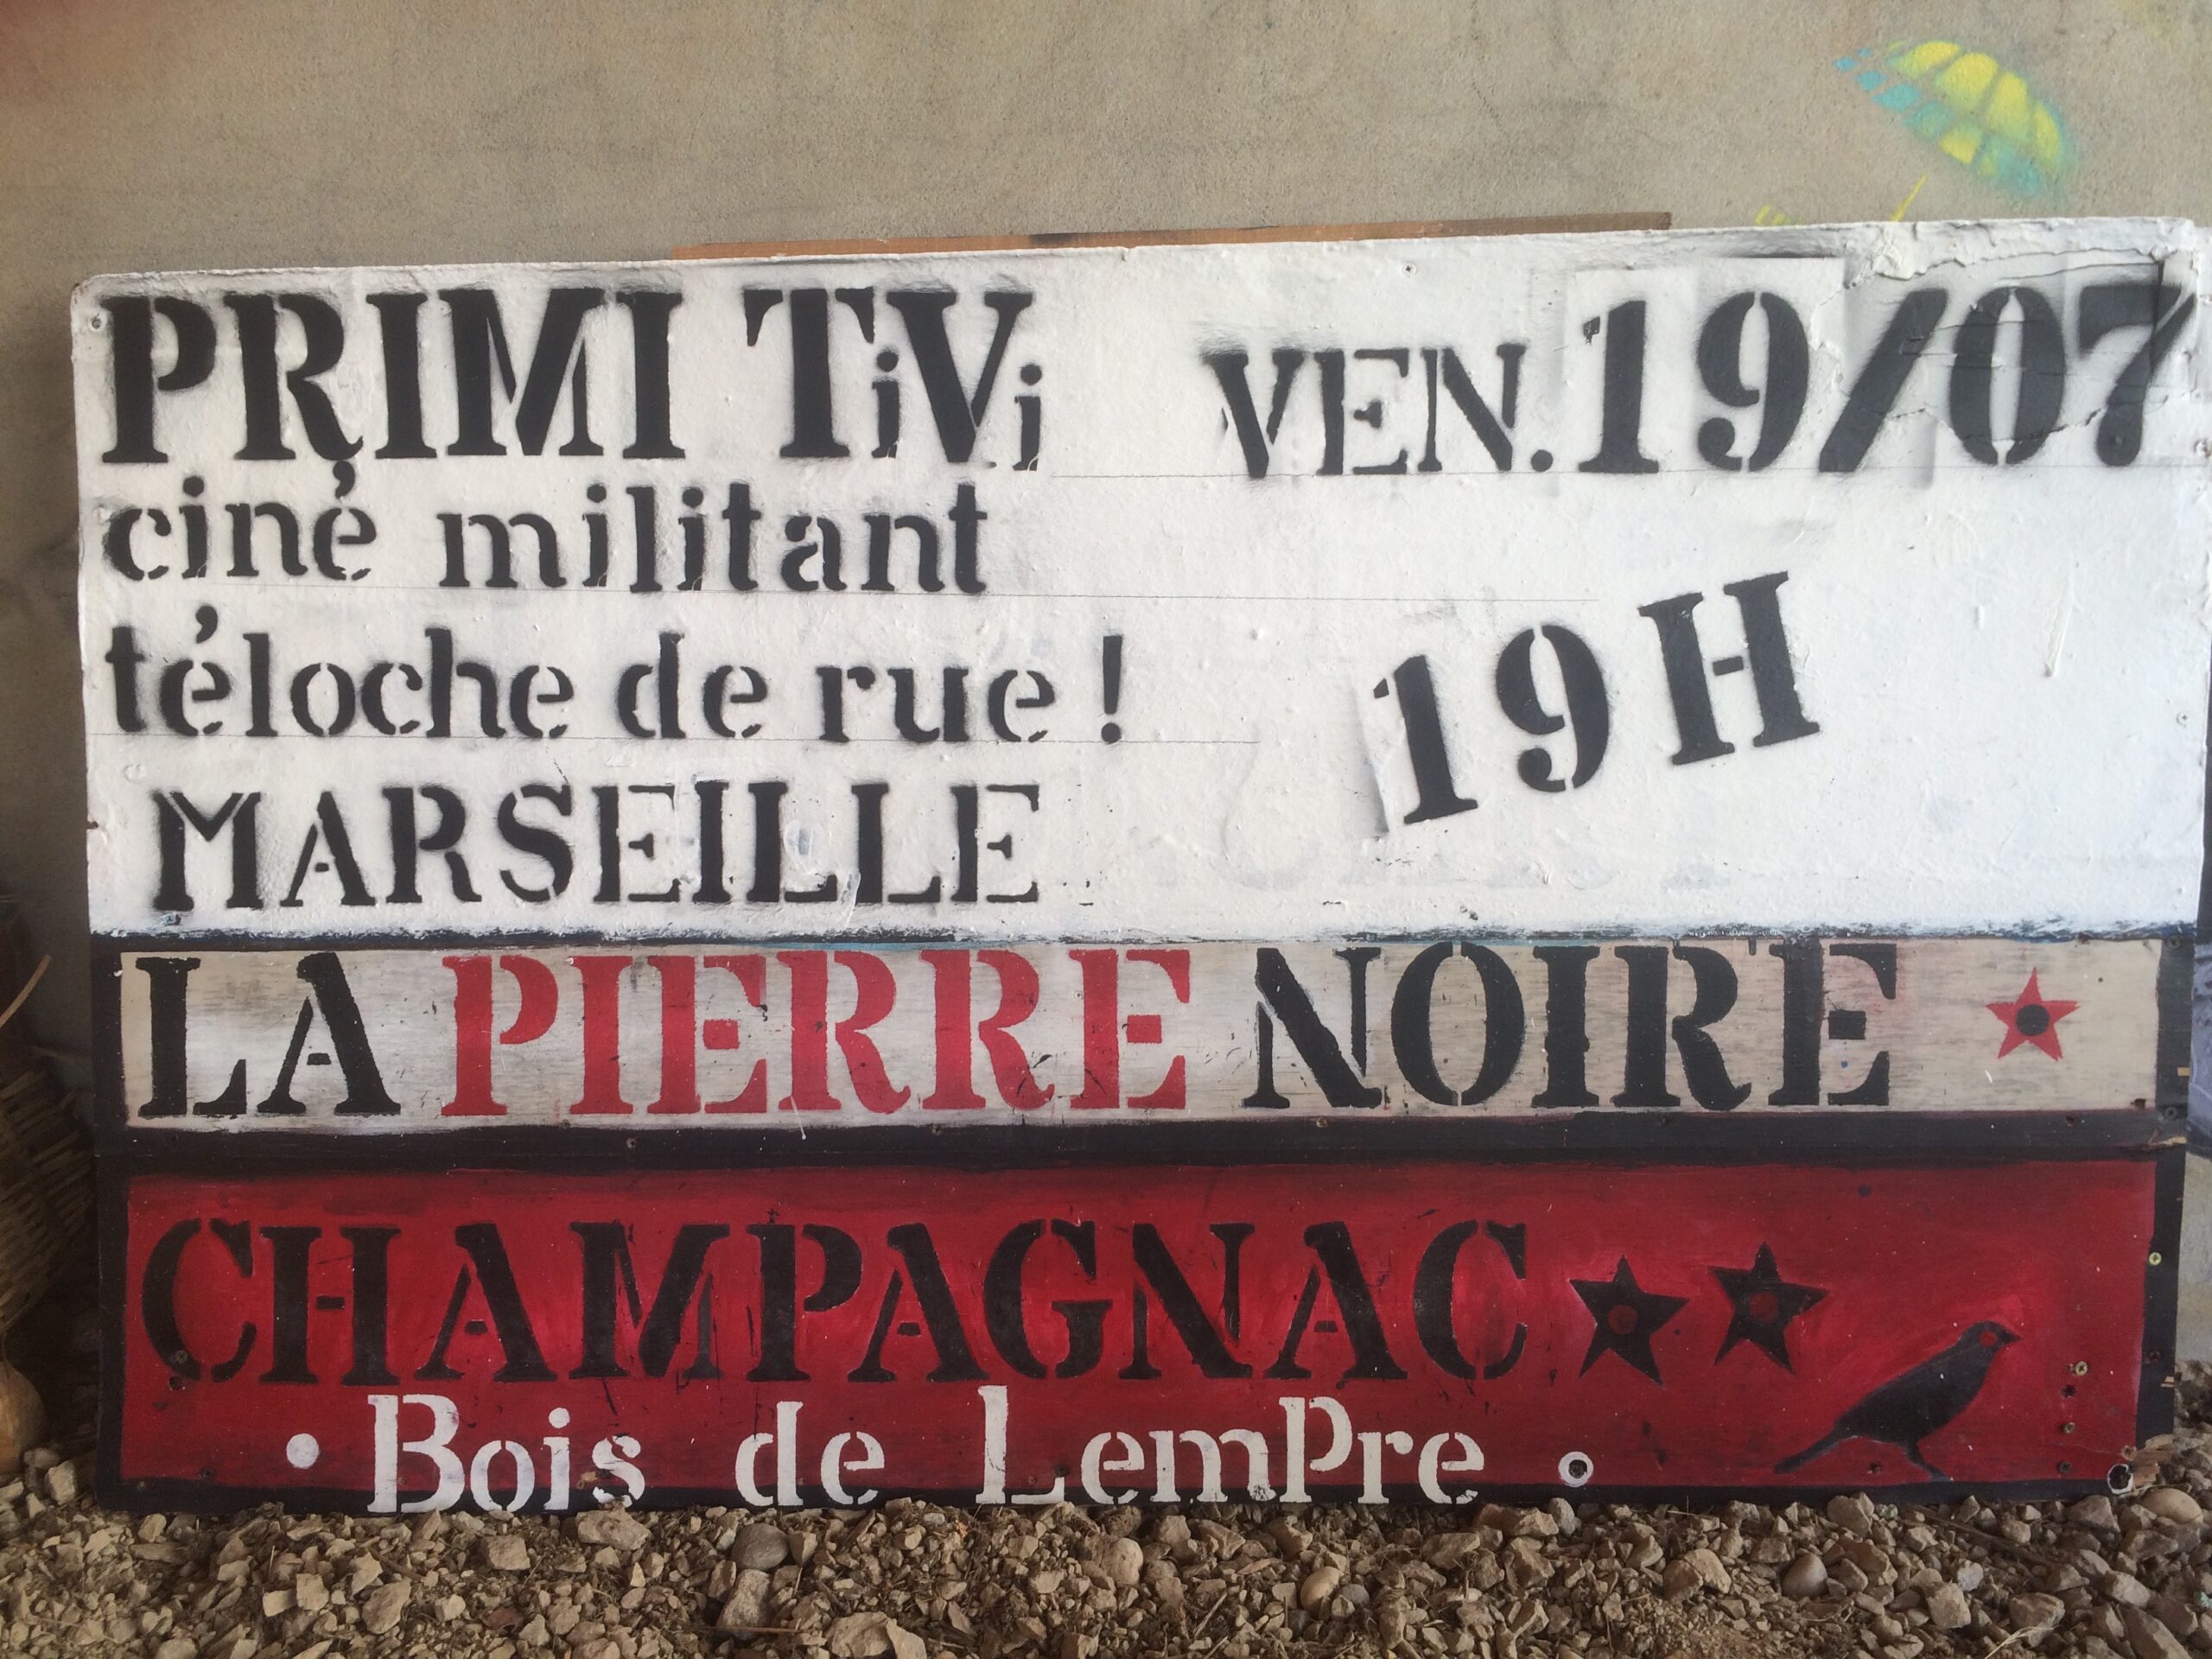 PRIMI TiVi VEN. 19/07
ciné militant
téloche de rue !
19H
MARSEILLE
LA PIERRE NOIRE
CHAMPAGNAC
• Bois de LemPre •